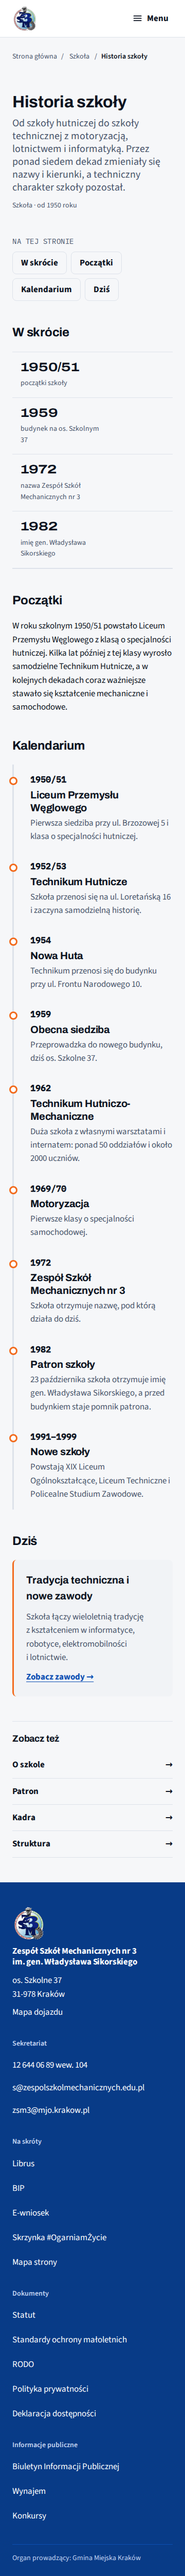 Menu
Strona główna / Szkoła / Historia szkoły
Historia szkoły
Od szkoły hutniczej do szkoły
technicznej z motoryzacją,
lotnictwem i informatyką. Przez
ponad siedem dekad zmieniały się
nazwy i kierunki, a techniczny
charakter szkoły pozostał.
Szkoła · od 1950 roku
NA TEJ STRONIE
W skrócie
Początki
Kalendarium
Dziś
W skrócie
1950/51
początki szkoły
1959
budynek na os. Szkolnym
37
1972
nazwa Zespół Szkół
Mechanicznych nr 3
1982
imię gen. Władysława
Sikorskiego
Początki
W roku szkolnym 1950/51 powstało Liceum
Przemysłu Węglowego z klasą o specjalności
hutniczej. Kilka lat później z tej klasy wyrosło
samodzielne Technikum Hutnicze, a w
kolejnych dekadach coraz ważniejsze
stawało się kształcenie mechaniczne i
samochodowe.
Kalendarium
1950/51
Liceum Przemysłu
Węglowego
Pierwsza siedziba przy ul. Brzozowej 5 i
klasa o specjalności hutniczej.
1952/53
Technikum Hutnicze
Szkoła przenosi się na ul. Loretańską 16
i zaczyna samodzielną historię.
1954
Nowa Huta
Technikum przenosi się do budynku
przy ul. Frontu Narodowego 10.
1959
Obecna siedziba
Przeprowadzka do nowego budynku,
dziś os. Szkolne 37.
1962
Technikum Hutniczo-
Mechaniczne
Duża szkoła z własnymi warsztatami i
internatem: ponad 50 oddziałów i około
2000 uczniów.
1969/70
Motoryzacja
Pierwsze klasy o specjalności
samochodowej.
1972
Zespół Szkół
Mechanicznych nr 3
Szkoła otrzymuje nazwę, pod którą
działa do dziś.
1982
Patron szkoły
23 października szkoła otrzymuje imię
gen. Władysława Sikorskiego, a przed
budynkiem staje pomnik patrona.
1991–1999
Nowe szkoły
Powstają XIX Liceum
Ogólnokształcące, Liceum Techniczne i
Policealne Studium Zawodowe.
Dziś
Tradycja techniczna i
nowe zawody
Szkoła łączy wieloletnią tradycję
z kształceniem w informatyce,
robotyce, elektromobilności
i lotnictwie.
Zobacz zawody →
Zobacz też
O szkole →
Patron →
Kadra →
Struktura →
Zespół Szkół Mechanicznych nr 3
im. gen. Władysława Sikorskiego
os. Szkolne 37
31-978 Kraków
Mapa dojazdu
Sekretariat
12 644 06 89 wew. 104
s@zespolszkolmechanicznych.edu.pl
zsm3@mjo.krakow.pl
Na skróty
Librus
BIP
E-wniosek
Skrzynka #OgarniamŻycie
Mapa strony
Dokumenty
Statut
Standardy ochrony małoletnich
RODO
Polityka prywatności
Deklaracja dostępności
Informacje publiczne
Biuletyn Informacji Publicznej
Wynajem
Konkursy
Organ prowadzący: Gmina Miejska Kraków